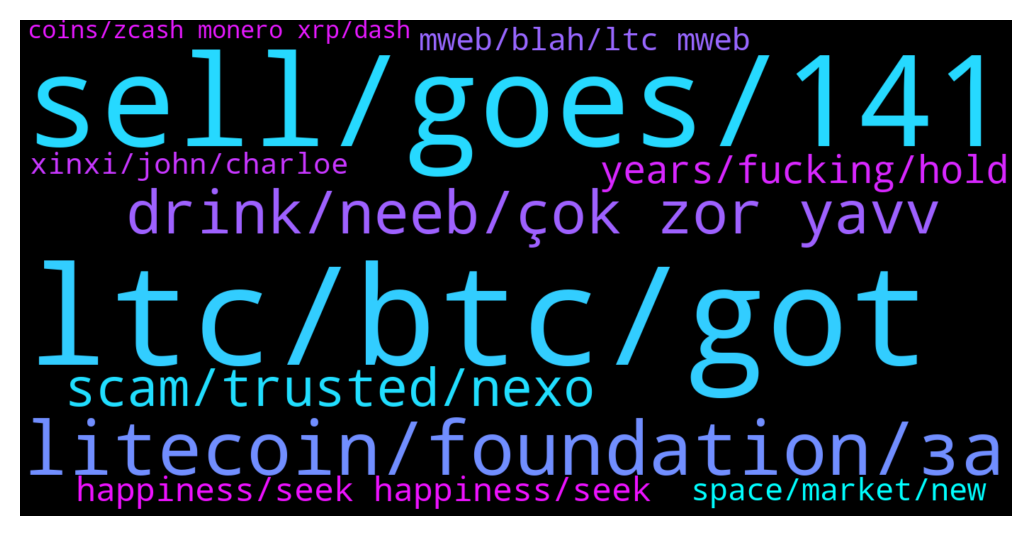 coins/zcash monero xrp/dash
mweb/blah/ltc mweb
sell/goes/141
xinxi/john/charloe
years/fucking/hold
drink/neeb/çok zor yavv
ltc/btc/got
scam/trusted/nexo
litecoin/foundation/за
happiness/seek happiness/seek
space/market/new